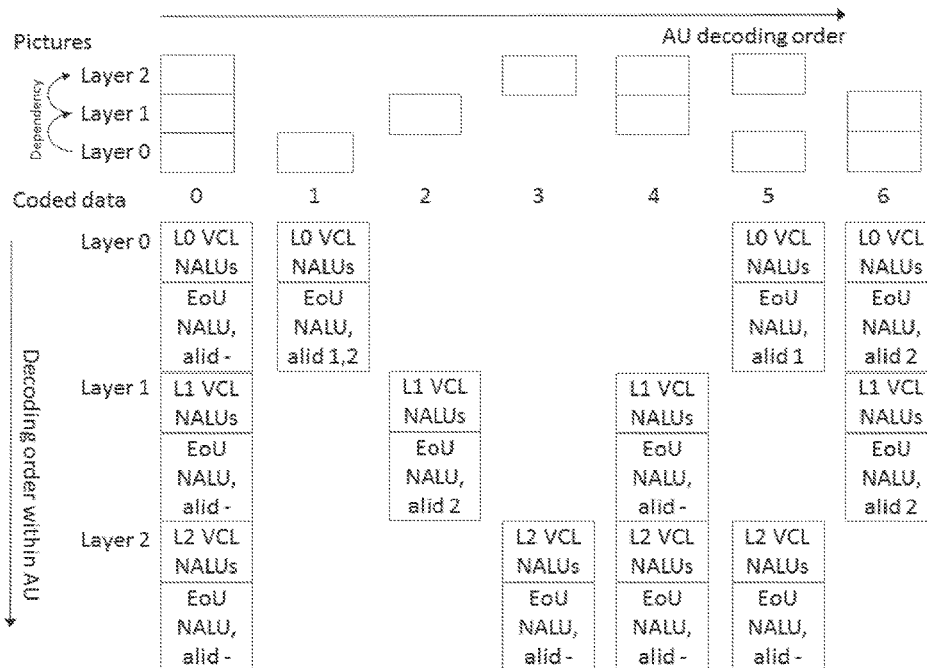 AU decoding order
Pictures
Layer 2
Layer 1
Layer 0
Dependency
Coded data
0 1 2 3 4 5 6
Decoding order within AU
Layer 0
L0 VCL L0 VCL L0 VCL L0 VCL
NALUs NALUs NALUs NALUs
EoU EoU EoU EoU
NALU, NALU, NALU, NALU,
alid - alid 1,2 alid 1 alid 2
Layer 1
L1 VCL L1 VCL L1 VCL L1 VCL
NALUs NALUs NALUs NALUs
EoU EoU EoU EoU
NALU, NALU, NALU, NALU,
alid - alid 2 alid - alid 2
Layer 2
L2 VCL L2 VCL L2 VCL L2 VCL
NALUs NALUs NALUs NALUs
EoU EoU EoU EoU
NALU, NALU, NALU, NALU,
alid - alid - alid - alid -